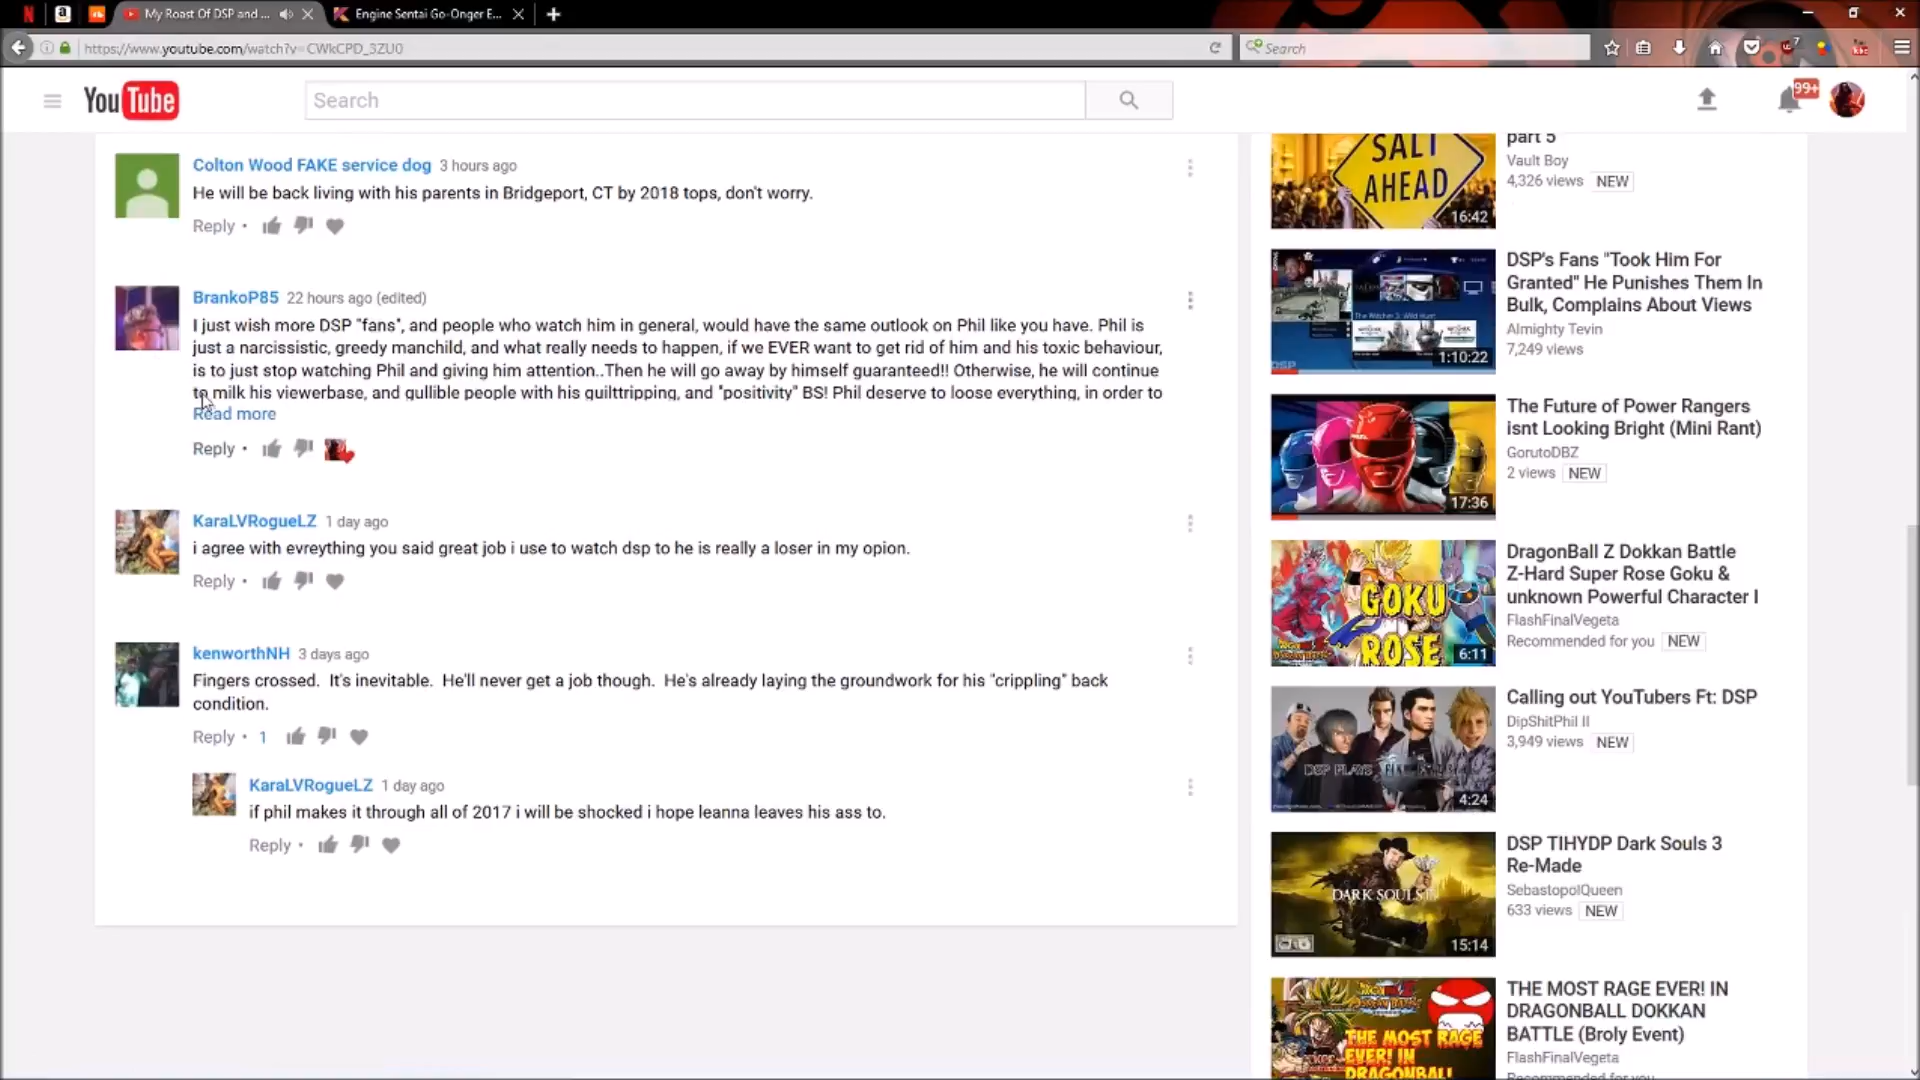 My Roast Of DSP and ...
Engine Sentai Go-Onger E...
https://www.youtube.com/watch?v=CWkCPD_3ZU0
Search
7
YouTube
Search
99+
Colton Wood FAKE service dog 3 hours ago
He will be back living with his parents in Bridgeport, CT by 2018 tops, don't worry.
Reply •
BrankoP85 22 hours ago (edited)
I just wish more DSP "fans", and people who watch him in general, would have the same outlook on Phil like you have. Phil is
just a narcissistic, greedy manchild, and what really needs to happen, if we EVER want to get rid of him and his toxic behaviour,
is to just stop watching Phil and giving him attention..Then he will go away by himself guaranteed!! Otherwise, he will continue
to milk his viewerbase, and gullible people with his guilttripping, and "positivity" BS! Phil deserve to loose everything, in order to
Read more
Reply •
KaraLVRogueLZ 1 day ago
i agree with evreything you said great job i use to watch dsp to he is really a loser in my opion.
Reply •
kenworthNH 3 days ago
Fingers crossed. It's inevitable. He'll never get a job though. He's already laying the groundwork for his "crippling" back
condition.
Reply • 1
KaraLVRogueLZ 1 day ago
if phil makes it through all of 2017 i will be shocked i hope leanna leaves his ass to.
Reply •
SALT
AHEAD
16:42
part 5
Vault Boy
4,326 views NEW
1:10:22
DSP's Fans "Took Him For
Granted" He Punishes Them In
Bulk, Complains About Views
Almighty Tevin
7,249 views
17:36
The Future of Power Rangers
isnt Looking Bright (Mini Rant)
GorutoDBZ
2 views NEW
GOKU
ROSE
6:11
DragonBall Z Dokkan Battle
Z-Hard Super Rose Goku &
unknown Powerful Character I
FlashFinalVegeta
Recommended for you NEW
DSP PLAYS
4:24
Calling out YouTubers Ft: DSP
DipShitPhil II
3,949 views NEW
DARK SOULS III
15:14
DSP TIHYDP Dark Souls 3
Re-Made
SebastopolQueen
633 views NEW
THE MOST RAGE
EVER! IN
DRAGONBALL
THE MOST RAGE EVER! IN
DRAGONBALL DOKKAN
BATTLE (Broly Event)
FlashFinalVegeta
Recommended for you